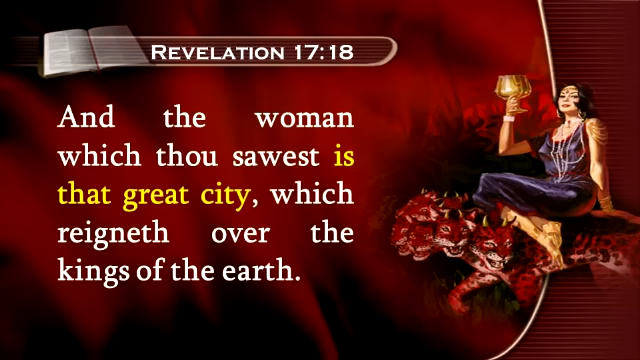 Revelation 17:18
And the woman
which thou sawest is
that great city, which
reigneth over the
kings of the earth.